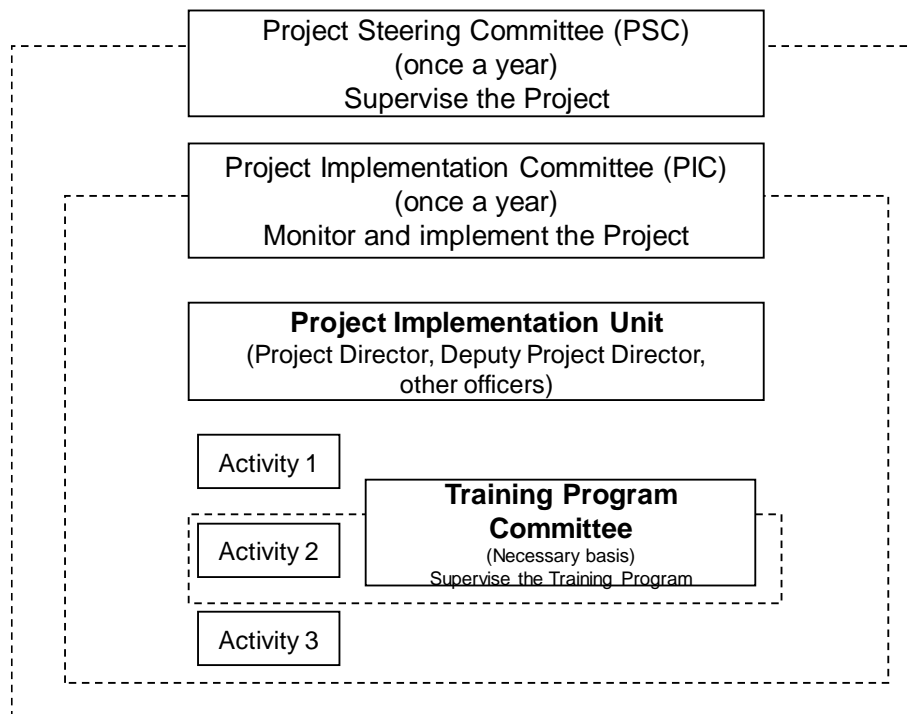 Project Steering Committee (PSC)
(once a year)
Supervise the Project
Project Implementation Committee (PIC)
(once a year)
Monitor and implement the Project
Project Implementation Unit
(Project Director, Deputy Project Director,
other officers)
Activity 1
Training Program
Committee
(Necessary basis)
Supervise the Training Program
Activity 2
Activity 3